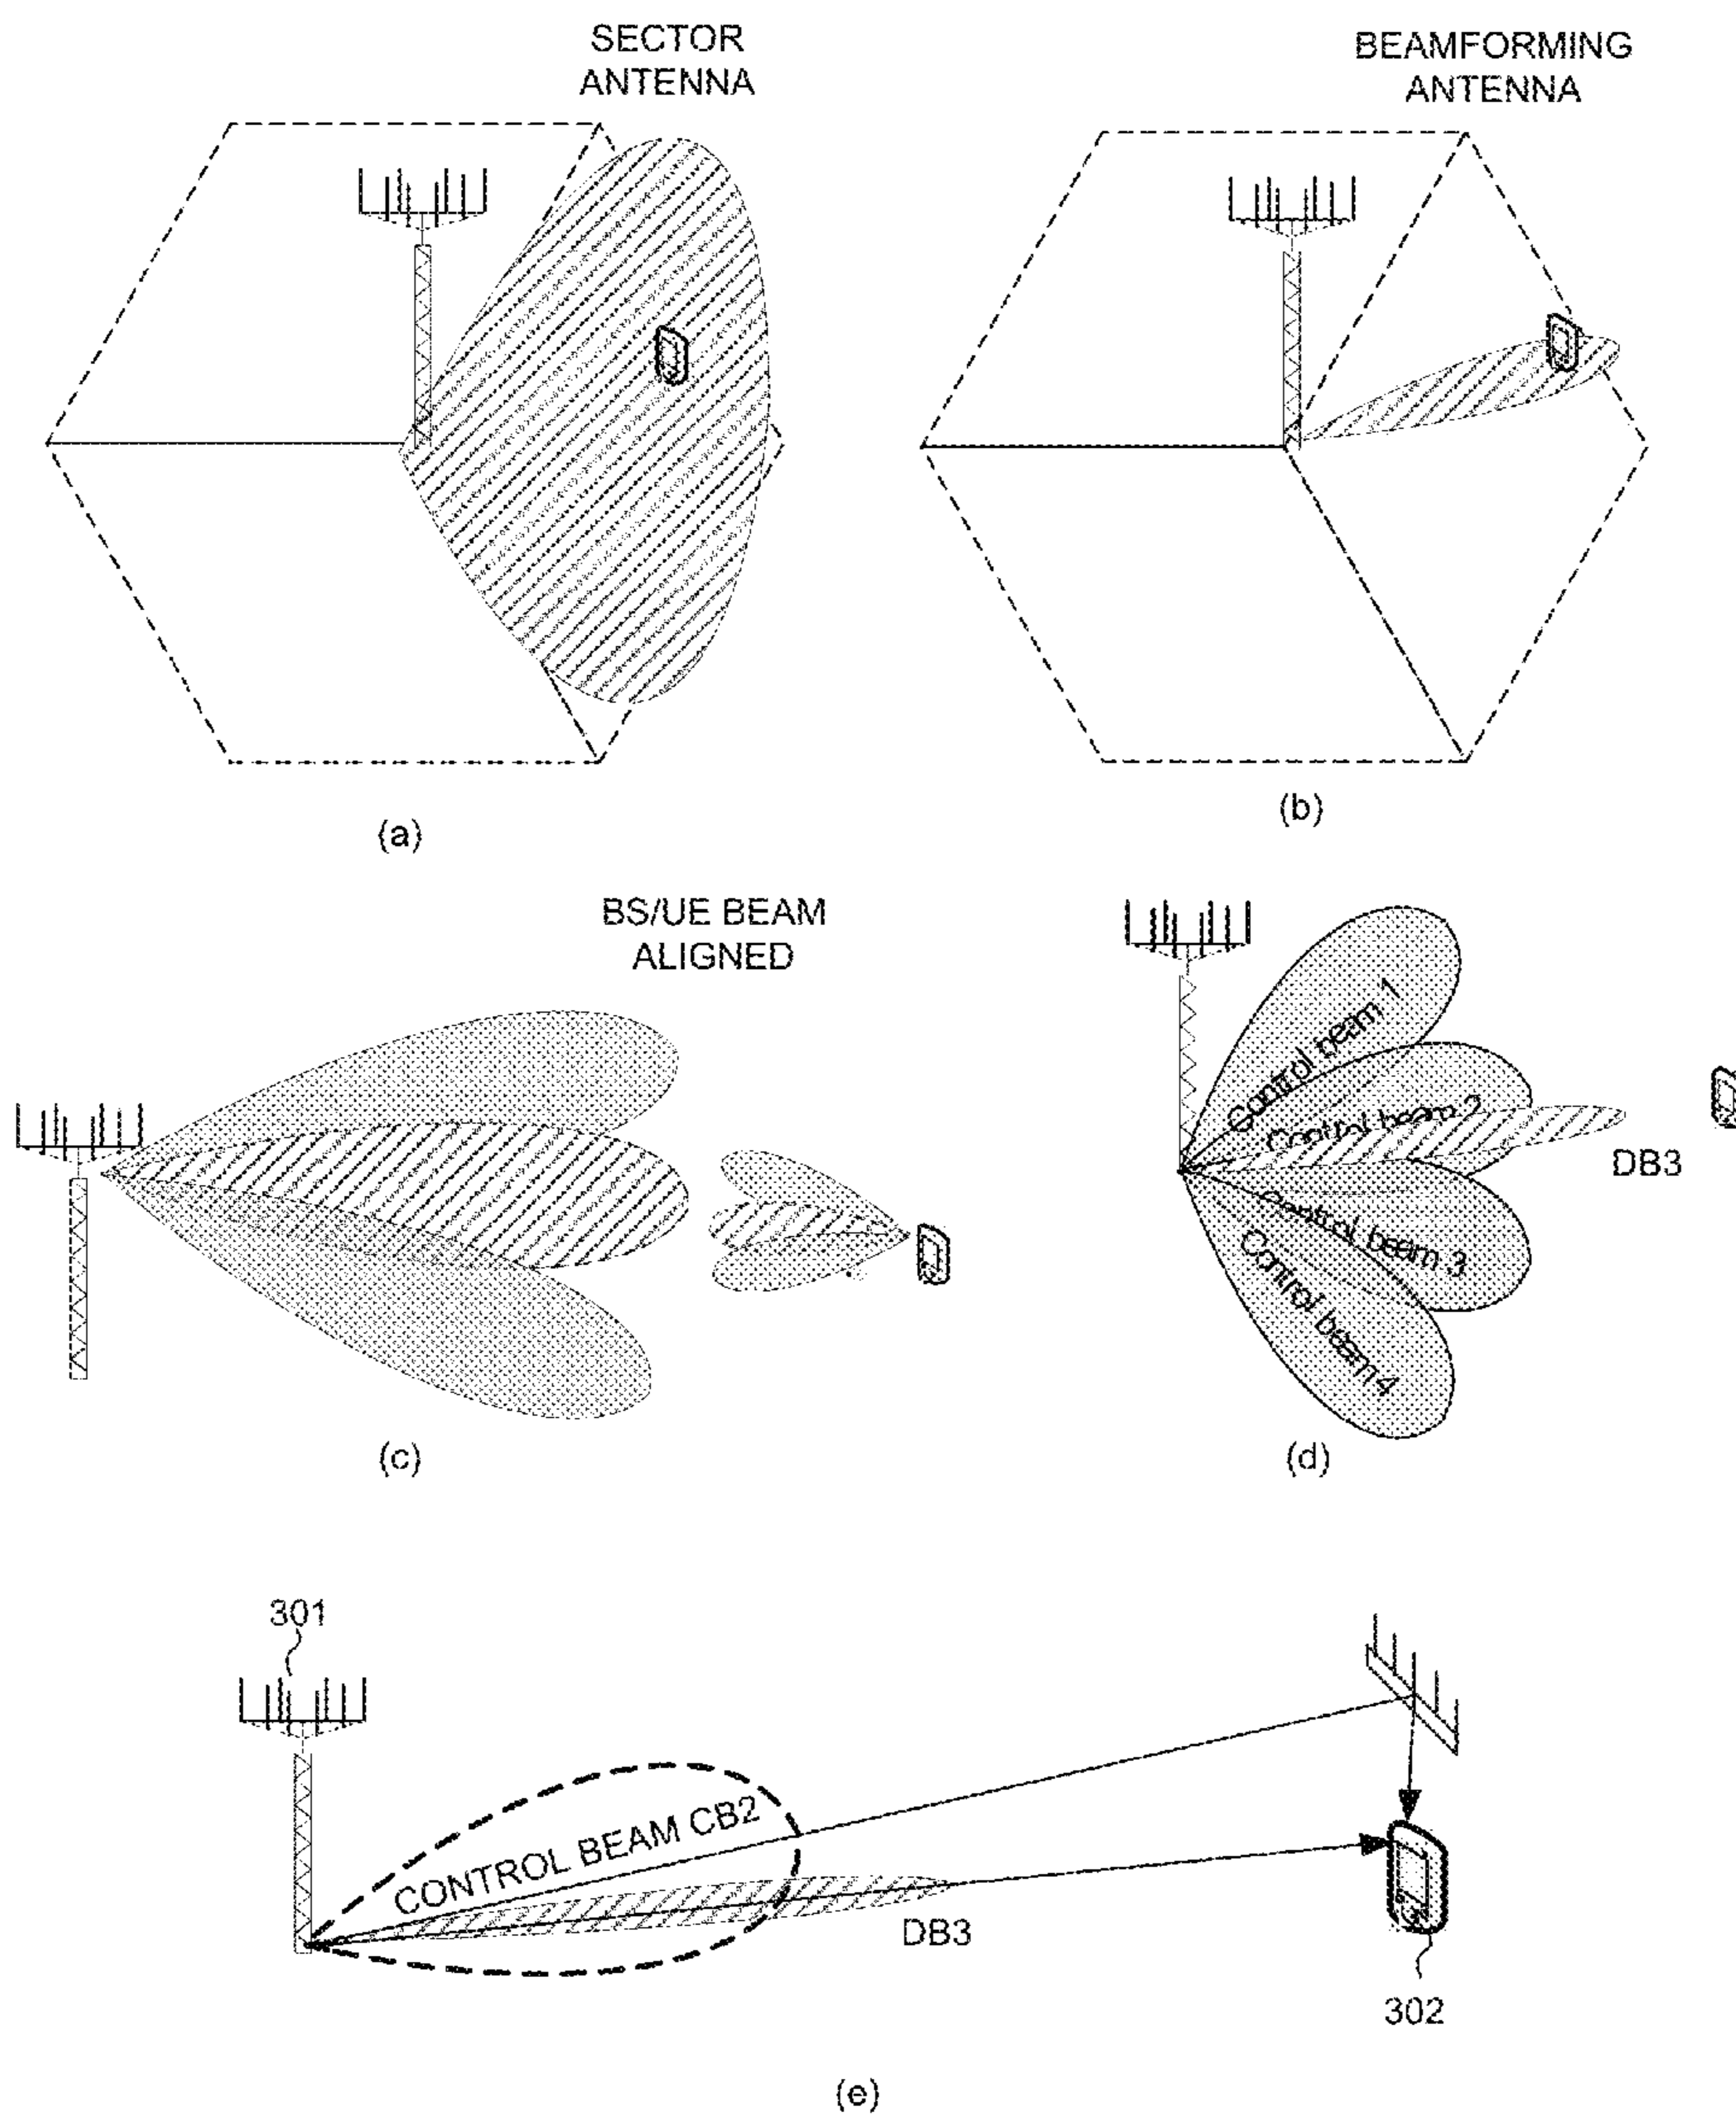 SECTOR
ANTENNA
BEAMFORMING
ANTENNA
(a)
(b)
BS/UE BEAM
ALIGNED
Control beam 1
Control beam 2
DB3
Control beam 3
Control beam 4
(c)
(d)
301
CONTROL BEAM CB2
DB3
302
(e)